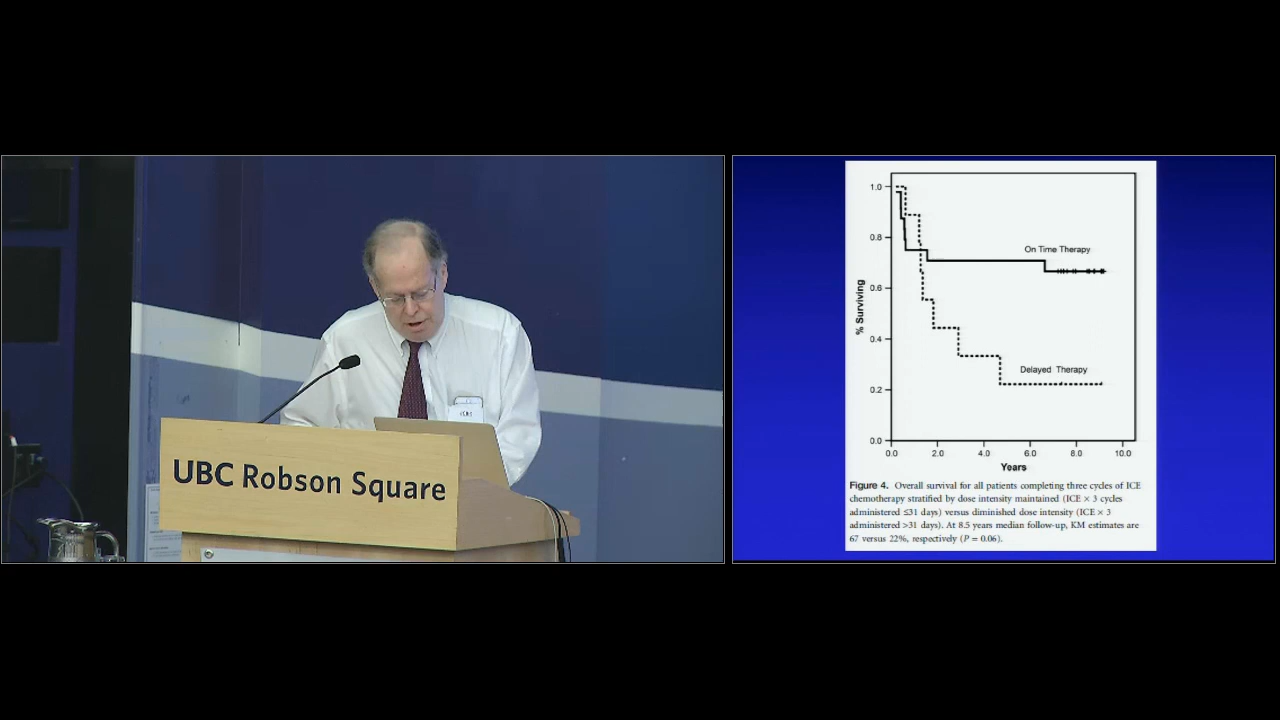 UBC Robson Square
1.0
0.8
0.6
0.4
0.2
0.0
% Surviving
On Time Therapy
Delayed Therapy
0.0 2.0 4.0 6.0 8.0 10.0
Years
Figure 4. Overall survival for all patients completing three cycles of ICE
chemotherapy stratified by dose intensity maintained (ICE × 3 cycles
administered ≤31 days) versus diminished dose intensity (ICE × 3
administered >31 days). At 8.5 years median follow-up, KM estimates are
67 versus 22%, respectively (P = 0.06).